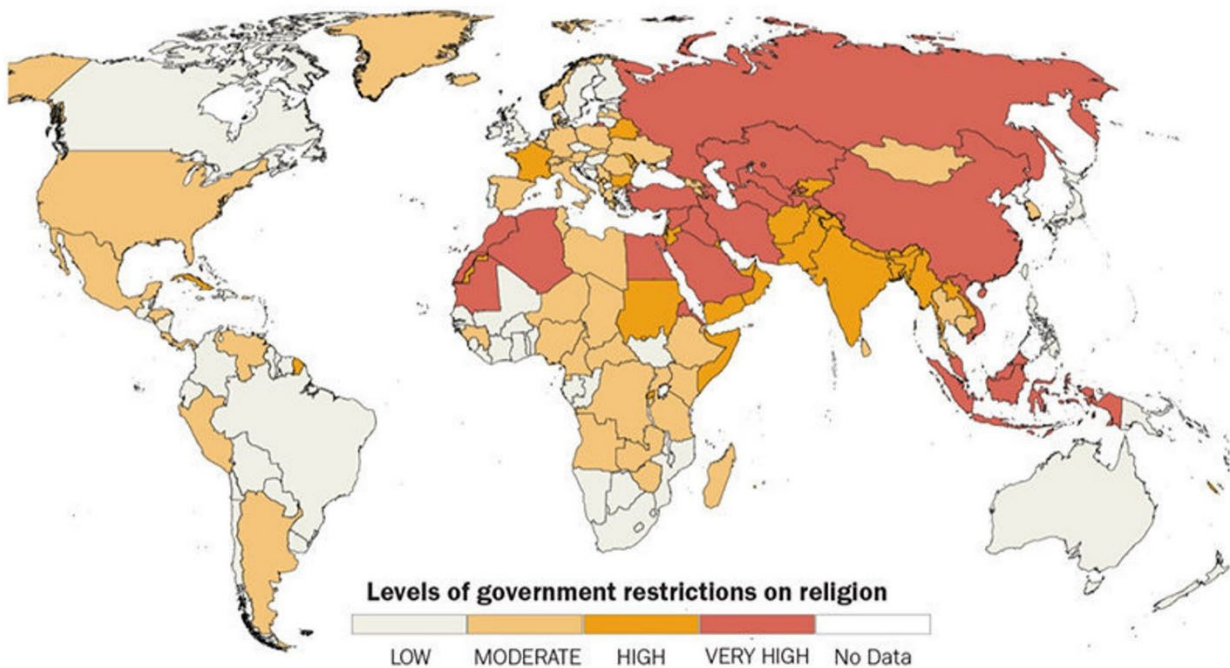 Levels of government restrictions on religion
LOW MODERATE HIGH VERY HIGH No Data